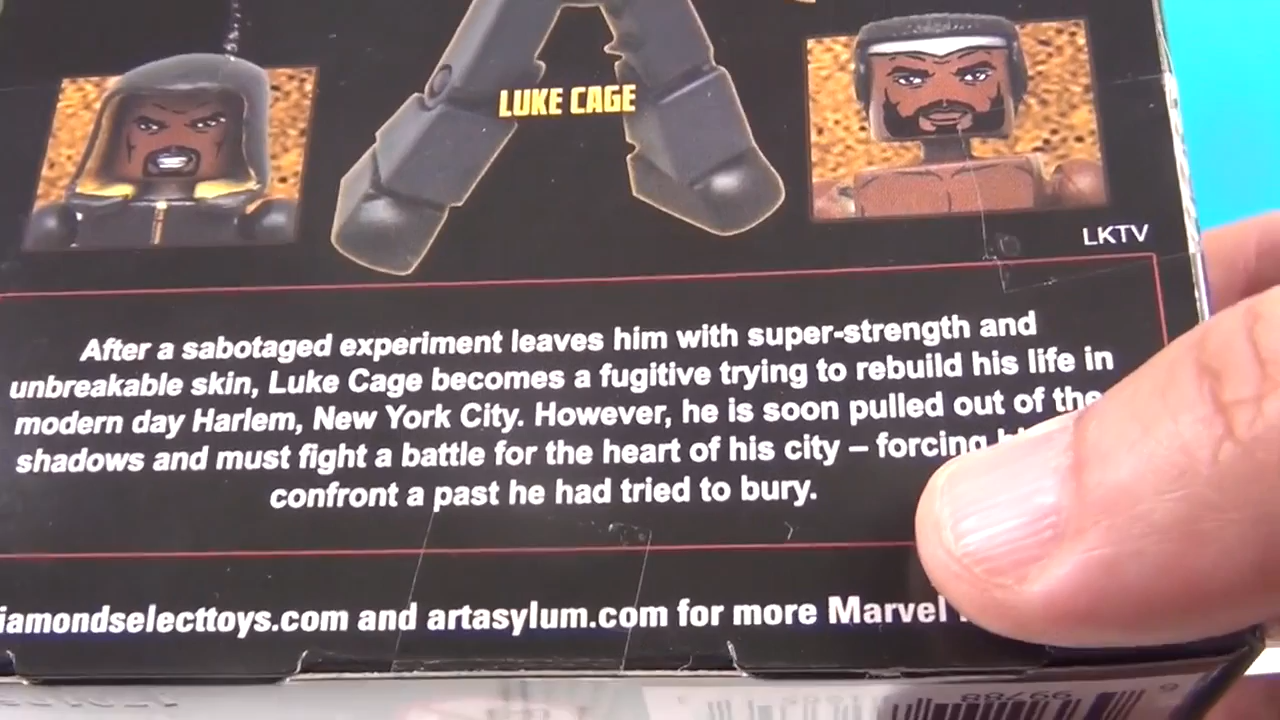 LUKE CAGE
LKTV
After a sabotaged experiment leaves him with super-strength and
unbreakable skin, Luke Cage becomes a fugitive trying to rebuild his life in
modern day Harlem, New York City. However, he is soon pulled out of the
shadows and must fight a battle for the heart of his city – forcing
confront a past he had tried to bury.
iamondselecttoys.com and artasylum.com for more Marvel
99788